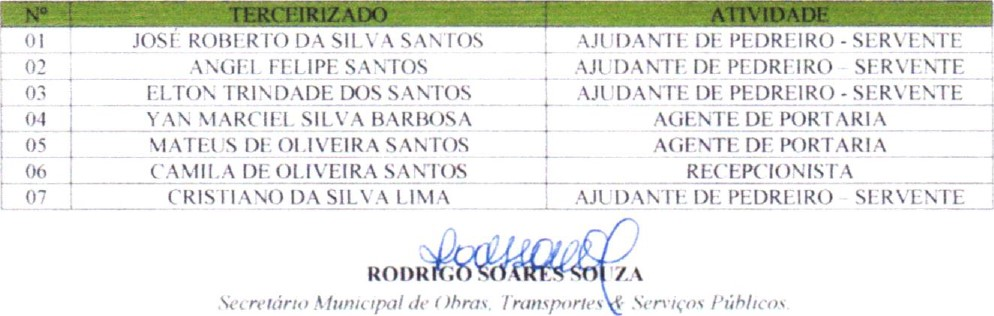 Nº TERCEIRIZADO ATIVIDADE
01 JOSÉ ROBERTO DA SILVA SANTOS AJUDANTE DE PEDREIRO - SERVENTE
02 ANGEL FELIPE SANTOS AJUDANTE DE PEDREIRO – SERVENTE
03 ELTON TRINDADE DOS SANTOS AJUDANTE DE PEDREIRO – SERVENTE
04 YAN MARCIEL SILVA BARBOSA AGENTE DE PORTARIA
05 MATEUS DE OLIVEIRA SANTOS AGENTE DE PORTARIA
06 CAMILA DE OLIVEIRA SANTOS RECEPCIONISTA
07 CRISTIANO DA SILVA LIMA AJUDANTE DE PEDREIRO – SERVENTE
RODRIGO SOARES SOUZA
Secretário Municipal de Obras, Transportes & Serviços Públicos.